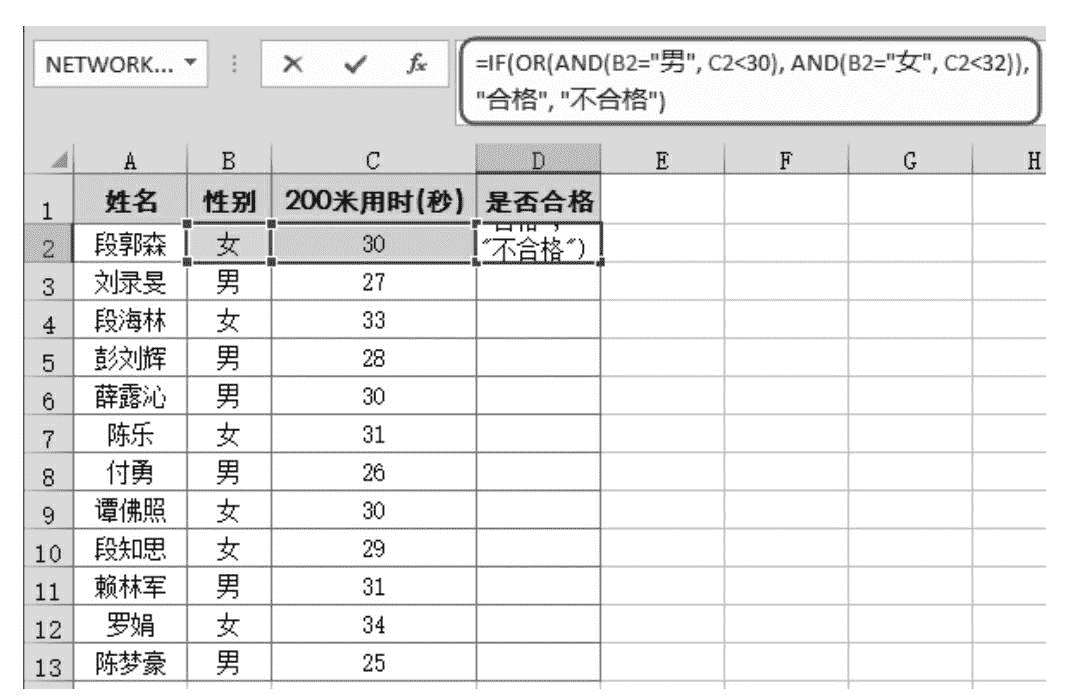 NETWORK...
fx
=IF(OR(AND(B2="男", C2<30), AND(B2="女", C2<32)),
"合格", "不合格")
A B C D E F G H
1 姓名 性别 200米用时(秒) 是否合格
2 段郭森 女 30 "合格",
"不合格")
3 刘录旻 男 27
4 段海林 女 33
5 彭刘辉 男 28
6 薛露沁 男 30
7 陈乐 女 31
8 付勇 男 26
9 谭佛照 女 30
10 段知思 女 29
11 赖林军 男 31
12 罗娟 女 34
13 陈梦豪 男 25